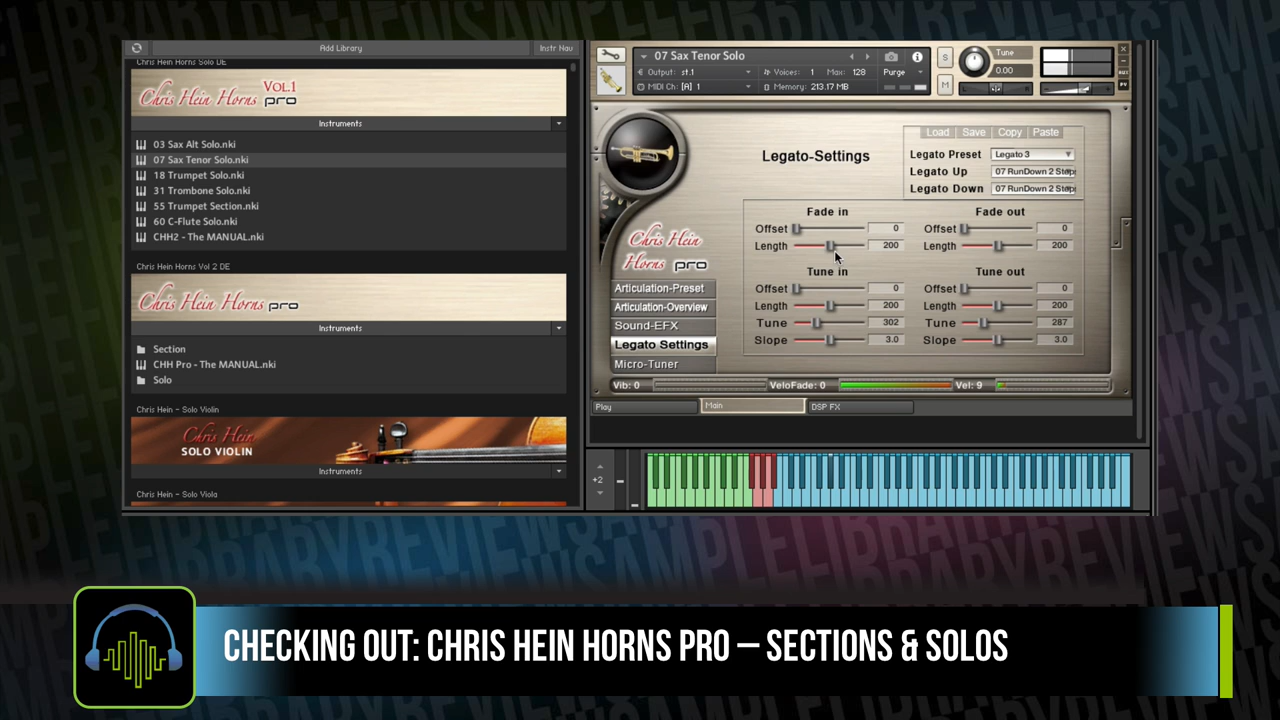 Add Library
Instr Nav
Chris Hein Horns Solo DE
Chris Hein Horns VOL.1 pro
Instruments
03 Sax Alt Solo.nki
07 Sax Tenor Solo.nki
18 Trumpet Solo.nki
31 Trombone Solo.nki
55 Trumpet Section.nki
60 C-Flute Solo.nki
CHH2 - The MANUAL.nki
Chris Hein Horns Vol 2 DE
Chris Hein Horns pro
Instruments
Section
CHH Pro - The MANUAL.nki
Solo
Chris Hein - Solo Violin
Chris Hein
SOLO VIOLIN
Instruments
Chris Hein - Solo Viola
07 Sax Tenor Solo
Output: st.1 Voices: 1 Max: 128 Purge
MIDI Ch: [A] 1 Memory: 213.17 MB
S
M
Tune
0.00
L R
AUX
PV
Load Save Copy Paste
Legato-Settings
Legato Preset Legato 3
Legato Up 07 RunDown 2 Step
Legato Down 07 RunDown 2 Step
Fade in Fade out
Offset 0 Offset 0
Length 200 Length 200
Tune in Tune out
Offset 0 Offset 0
Length 200 Length 200
Tune 302 Tune 287
Slope 3.0 Slope 3.0
Chris Hein
Horns pro
Articulation-Preset
Articulation-Overview
Sound-EFX
Legato Settings
Micro-Tuner
Vib: 0 VeloFade: 0 Vel: 9
Play Main DSP FX
+2
CHECKING OUT: CHRIS HEIN HORNS PRO – SECTIONS & SOLOS